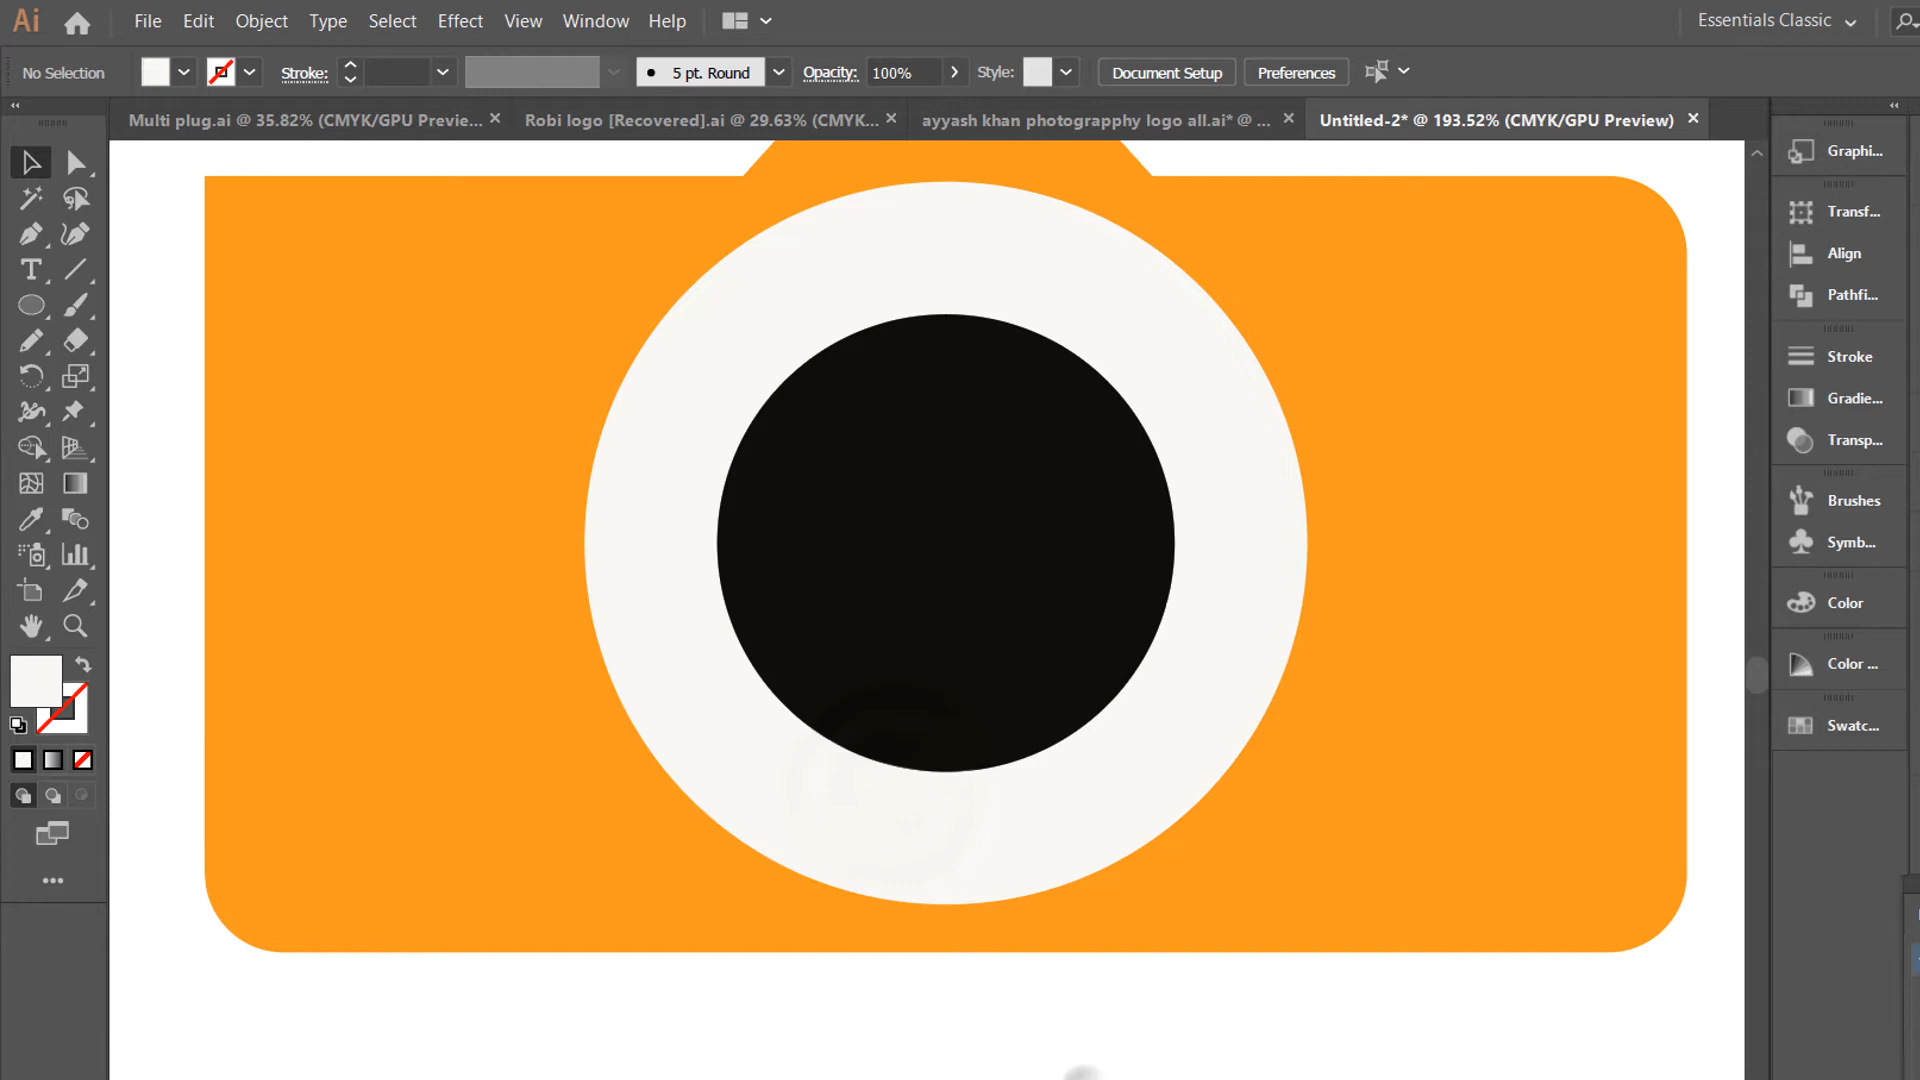 Ai File Edit Object Type Select Effect View Window Help Essentials Classic
No Selection Stroke: 5 pt. Round Opacity: 100% Style: Document Setup Preferences
Multi plug.ai @ 35.82% (CMYK/GPU Previe... Robi logo [Recovered].ai @ 29.63% (CMYK... ayyash khan photograpphy logo all.ai* @ ... Untitled-2* @ 193.52% (CMYK/GPU Preview)
Graphi...
Transf...
Align
Pathfi...
Stroke
Gradie...
Transp...
Brushes
Symb...
Color
Color ...
Swatc...